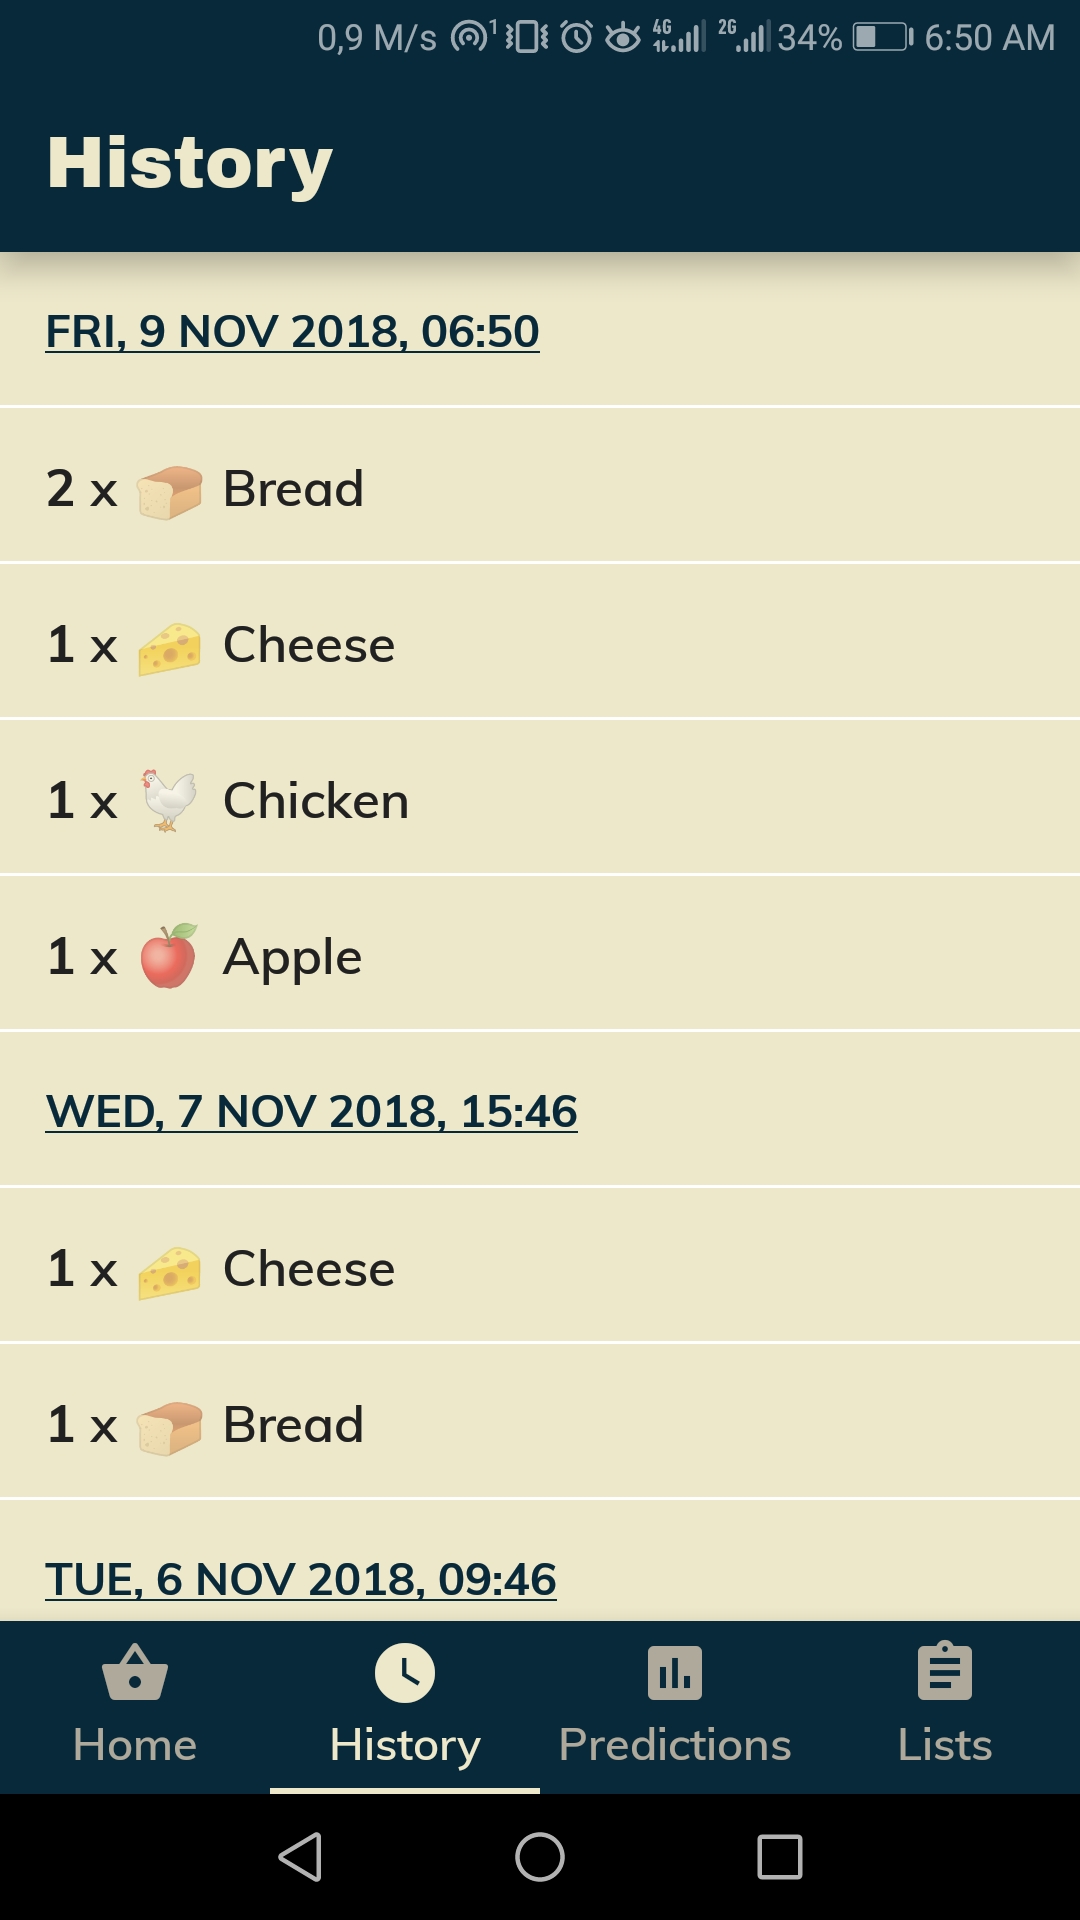 0,9 M/s 1 4G 2G 34% 6:50 AM
History
FRI, 9 NOV 2018, 06:50
2 x Bread
1 x Cheese
1 x Chicken
1 x Apple
WED, 7 NOV 2018, 15:46
1 x Cheese
1 x Bread
TUE, 6 NOV 2018, 09:46
Home History Predictions Lists